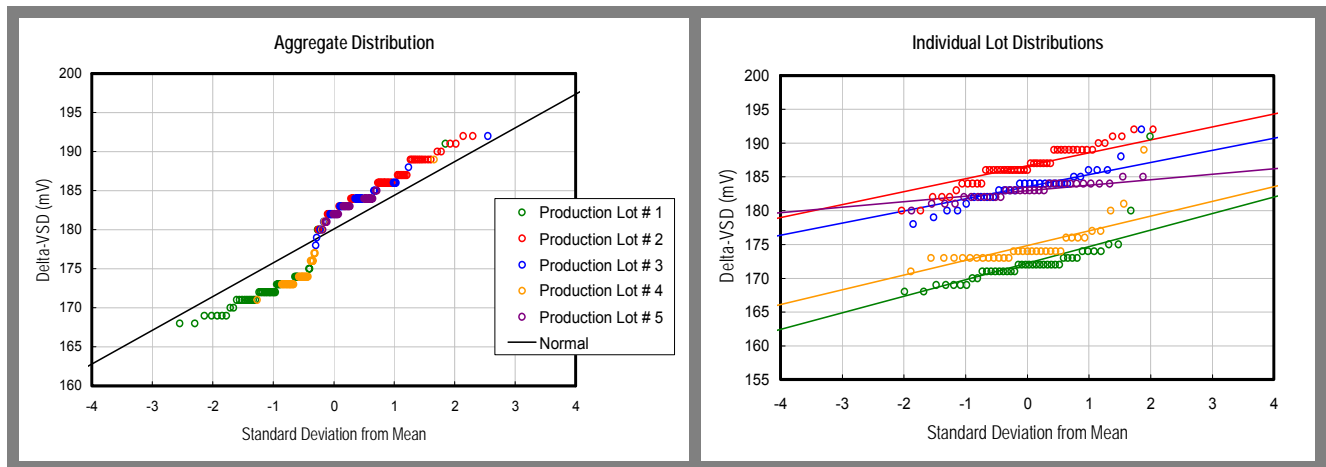 Aggregate Distribution
200
195
190
185
180
175
170
165
160
-4 -3 -2 -1 0 1 2 3 4
Delta-VSD (mV)
Standard Deviation from Mean
Production Lot # 1
Production Lot # 2
Production Lot # 3
Production Lot # 4
Production Lot # 5
Normal
Individual Lot Distributions
200
195
190
185
180
175
170
165
160
155
-4 -3 -2 -1 0 1 2 3 4
Delta-VSD (mV)
Standard Deviation from Mean